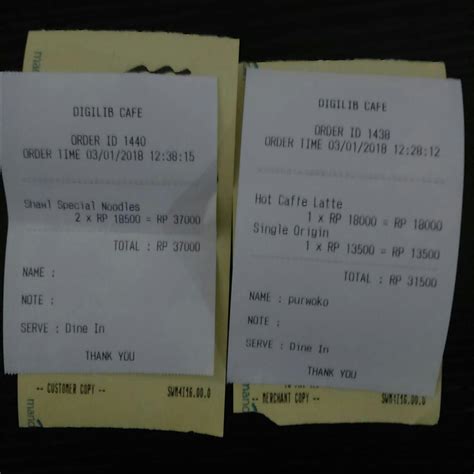 DIGILIB CAFE
ORDER ID 1440
ORDER TIME 03/01/2018 12:38:15
Shawl Special Noodles
2 x RP 18500 = RP 37000
TOTAL : RP 37000
NAME :
NOTE :
SERVE : Dine In
THANK YOU
-- CUSTOMER COPY --
DIGILIB CAFE
ORDER ID 1438
ORDER TIME 03/01/2018 12:28:12
Hot Caffe Latte
1 x RP 18000 = RP 18000
Single Origin
1 x RP 13500 = RP 13500
TOTAL : RP 31500
NAME : purwoko
NOTE :
SERVE : Dine In
THANK YOU
-- MERCHANT COPY --